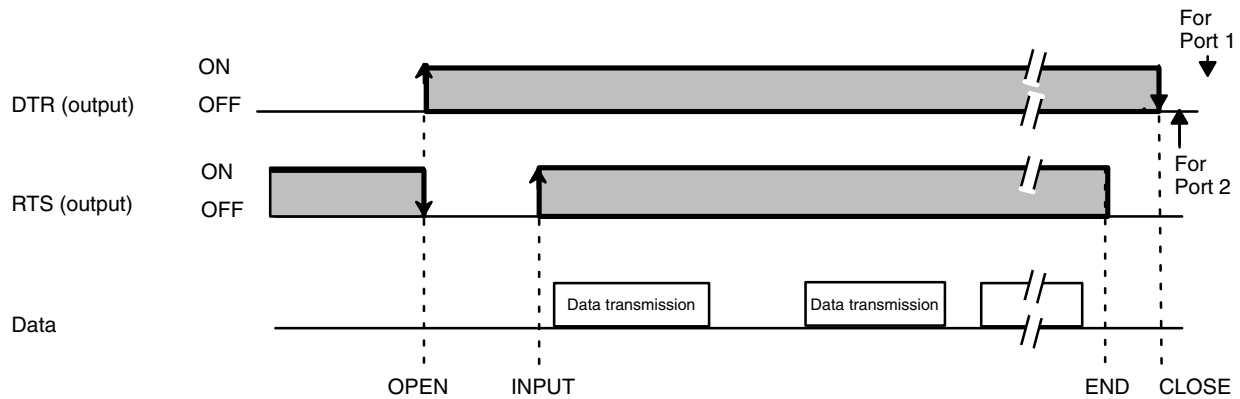 For
Port 1
ON
DTR (output)
OFF
ON
For
Port 2
RTS (output)
OFF
Data transmission
Data transmission
Data
OPEN
INPUT
END
CLOSE